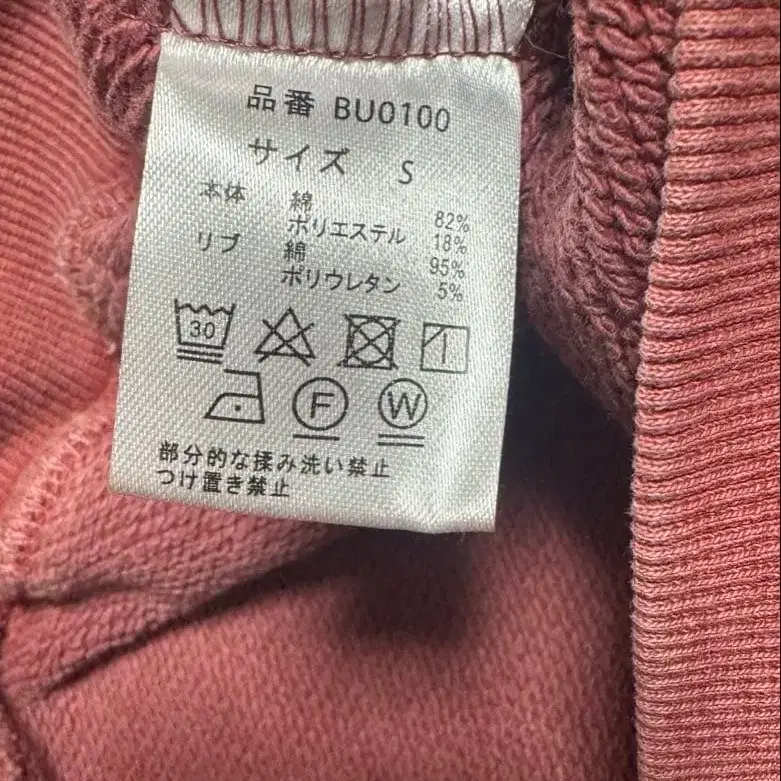 品番 BU0100
サイズ S
本体 綿 82%
ポリエステル 18%
リブ 綿 95%
ポリウレタン 5%
30
F W
部分的な揉み洗い禁止
つけ置き禁止